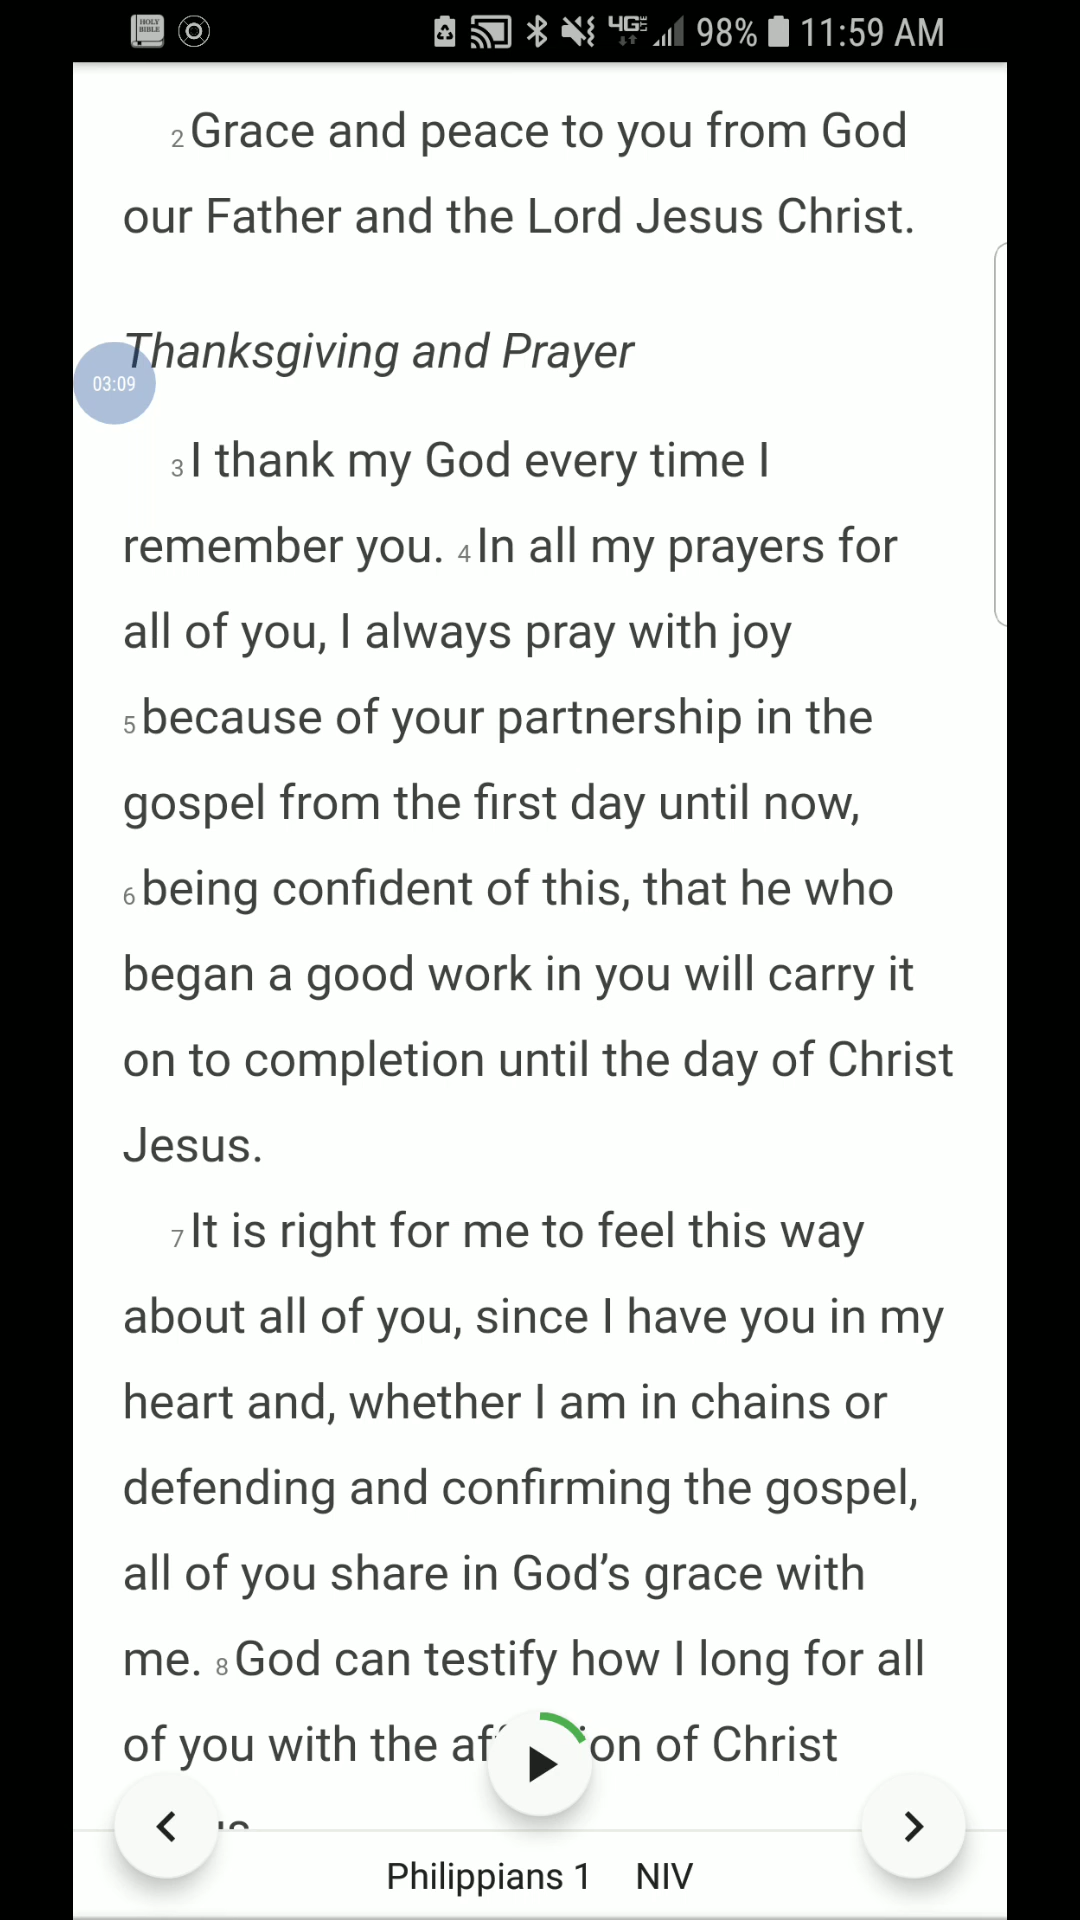 HOLY BIBLE
4G LTE 98% 11:59 AM
2 Grace and peace to you from God
our Father and the Lord Jesus Christ.
Thanksgiving and Prayer
03:09
3 I thank my God every time I
remember you. 4 In all my prayers for
all of you, I always pray with joy
5 because of your partnership in the
gospel from the first day until now,
6 being confident of this, that he who
began a good work in you will carry it
on to completion until the day of Christ
Jesus.
7 It is right for me to feel this way
about all of you, since I have you in my
heart and, whether I am in chains or
defending and confirming the gospel,
all of you share in God’s grace with
me. 8 God can testify how I long for all
of you with the of Christ
Philippians 1 NIV